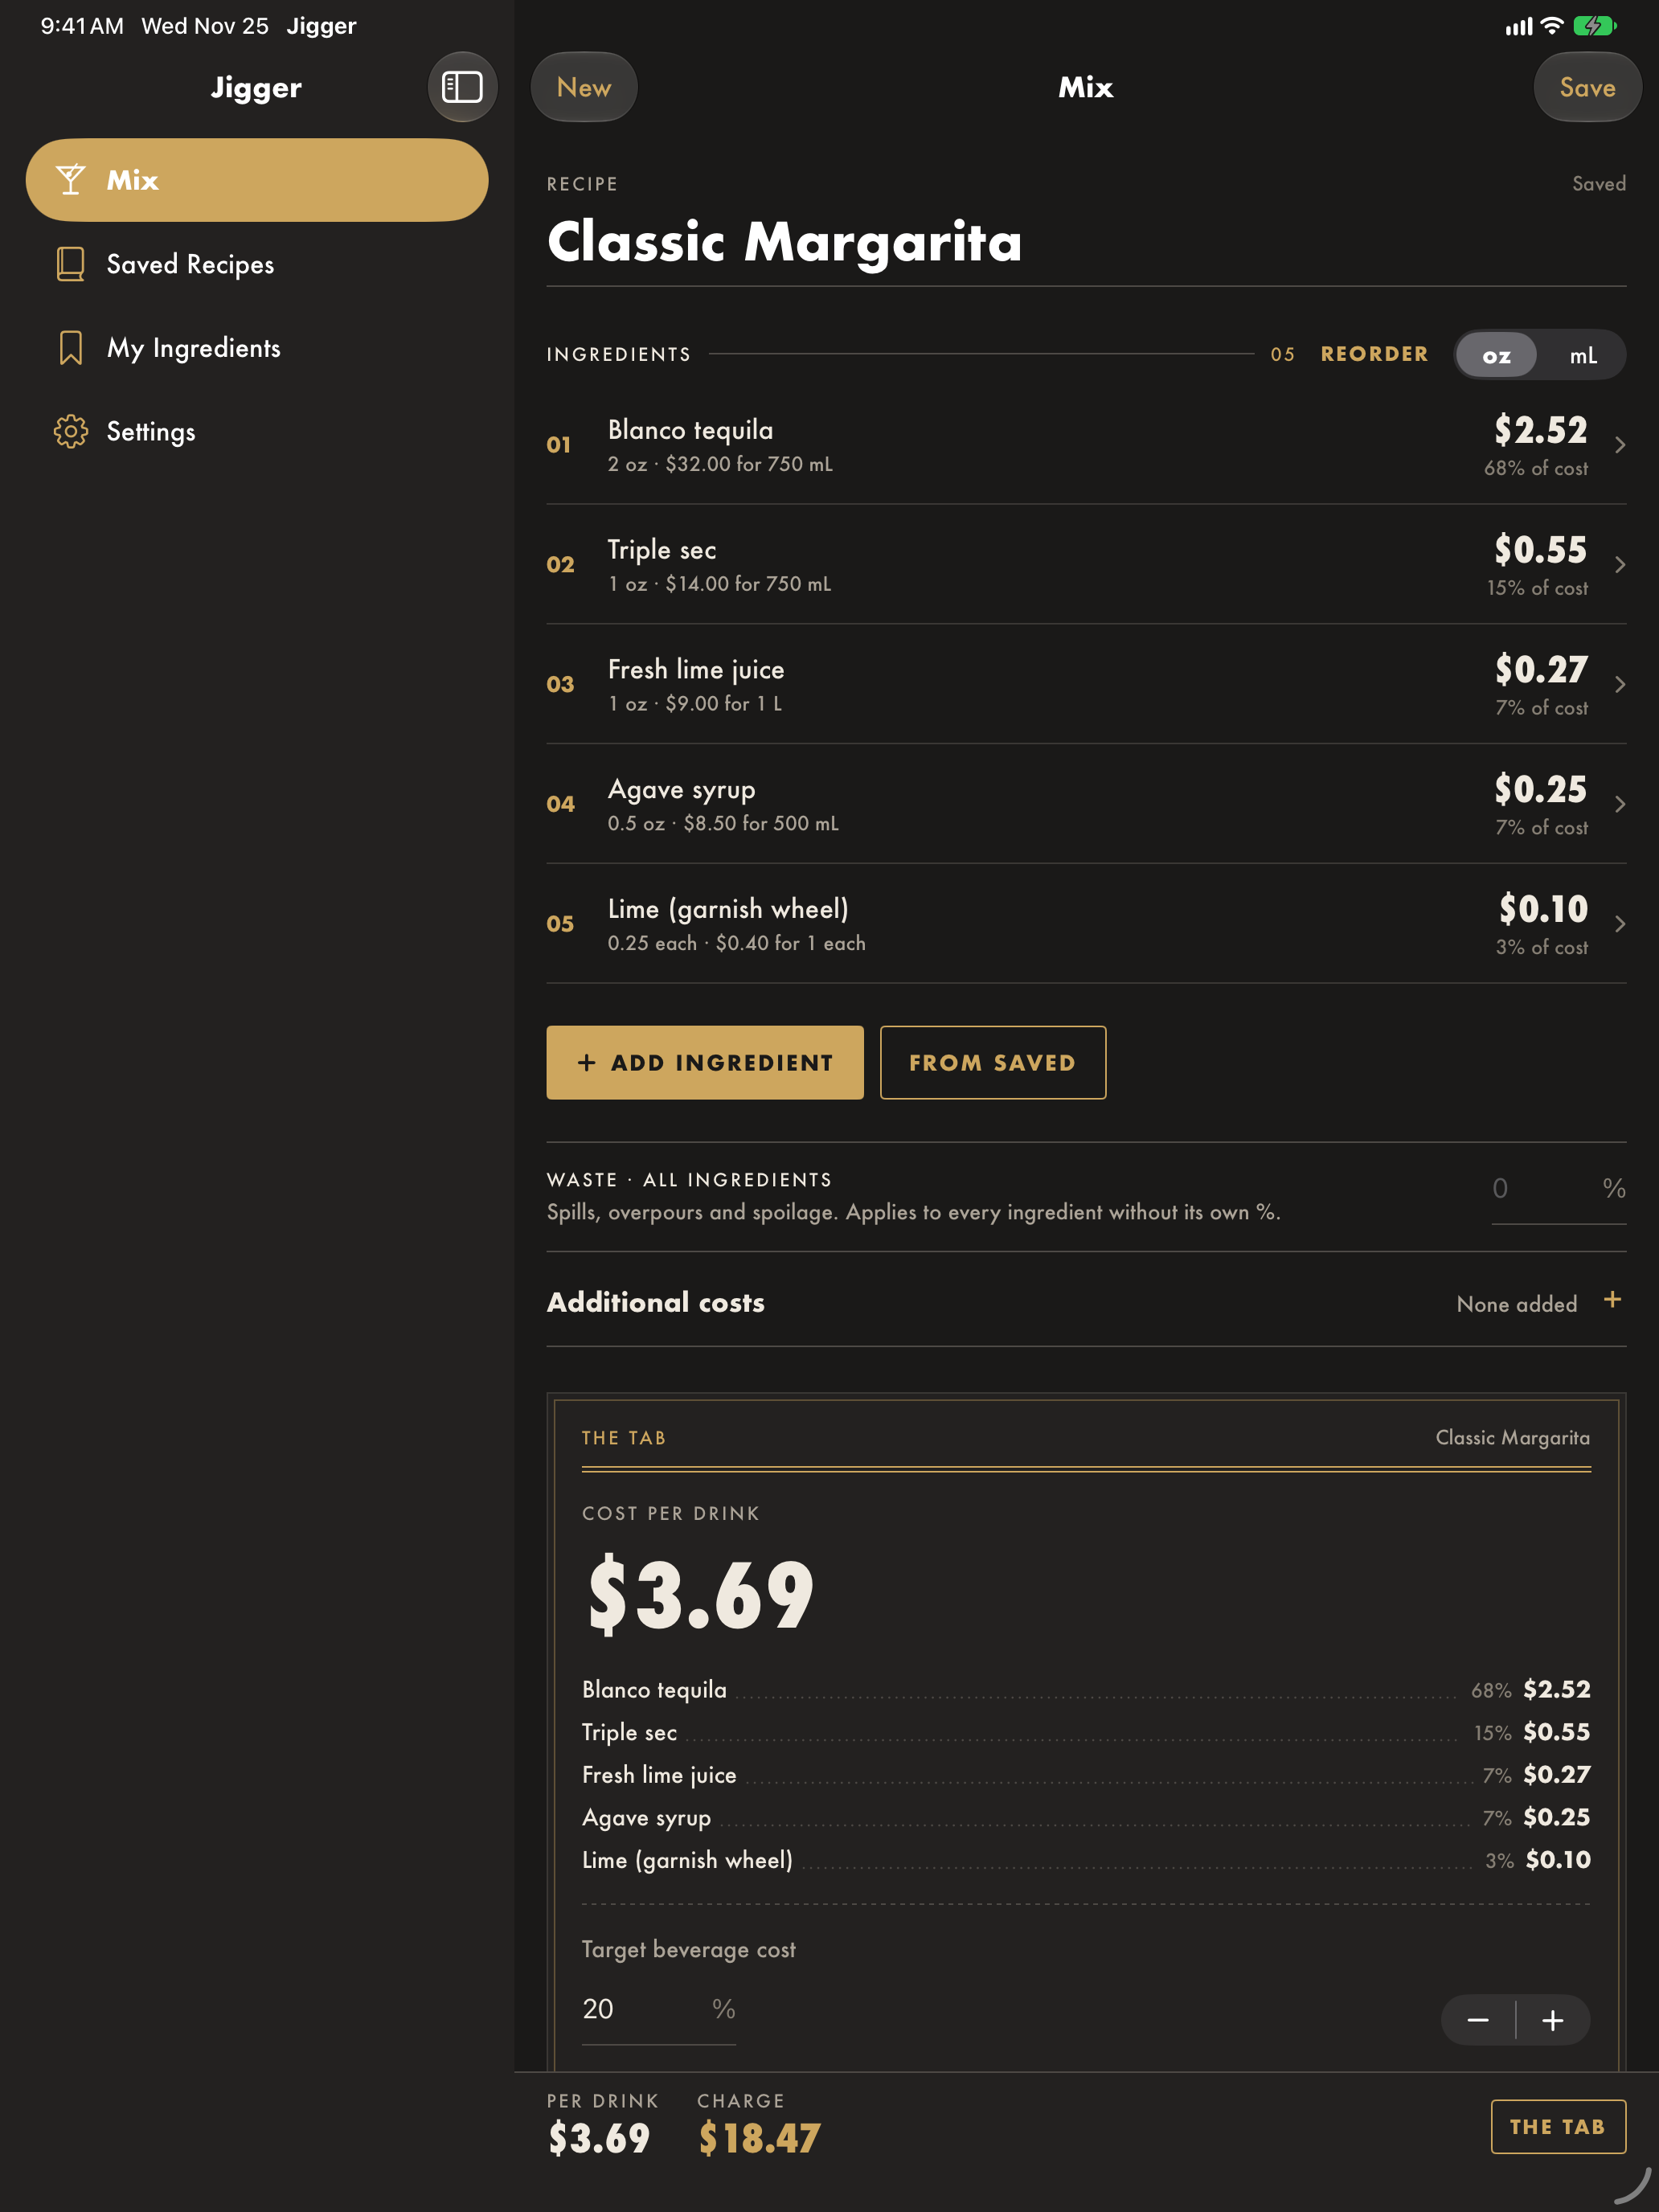 9:41 AM Wed Nov 25 Jigger
Jigger
Mix
Saved Recipes
My Ingredients
Settings
New
Mix
Save
RECIPE
Saved
Classic Margarita
INGREDIENTS
05
REORDER
oz
mL
01
Blanco tequila
2 oz · $32.00 for 750 mL
$2.52
68% of cost
02
Triple sec
1 oz · $14.00 for 750 mL
$0.55
15% of cost
03
Fresh lime juice
1 oz · $9.00 for 1 L
$0.27
7% of cost
04
Agave syrup
0.5 oz · $8.50 for 500 mL
$0.25
7% of cost
05
Lime (garnish wheel)
0.25 each · $0.40 for 1 each
$0.10
3% of cost
+ ADD INGREDIENT
FROM SAVED
WASTE · ALL INGREDIENTS
Spills, overpours and spoilage. Applies to every ingredient without its own %.
0 %
Additional costs
None added +
THE TAB
Classic Margarita
COST PER DRINK
$3.69
Blanco tequila 68% $2.52
Triple sec 15% $0.55
Fresh lime juice 7% $0.27
Agave syrup 7% $0.25
Lime (garnish wheel) 3% $0.10
Target beverage cost
20 %
− +
PER DRINK
$3.69
CHARGE
$18.47
THE TAB